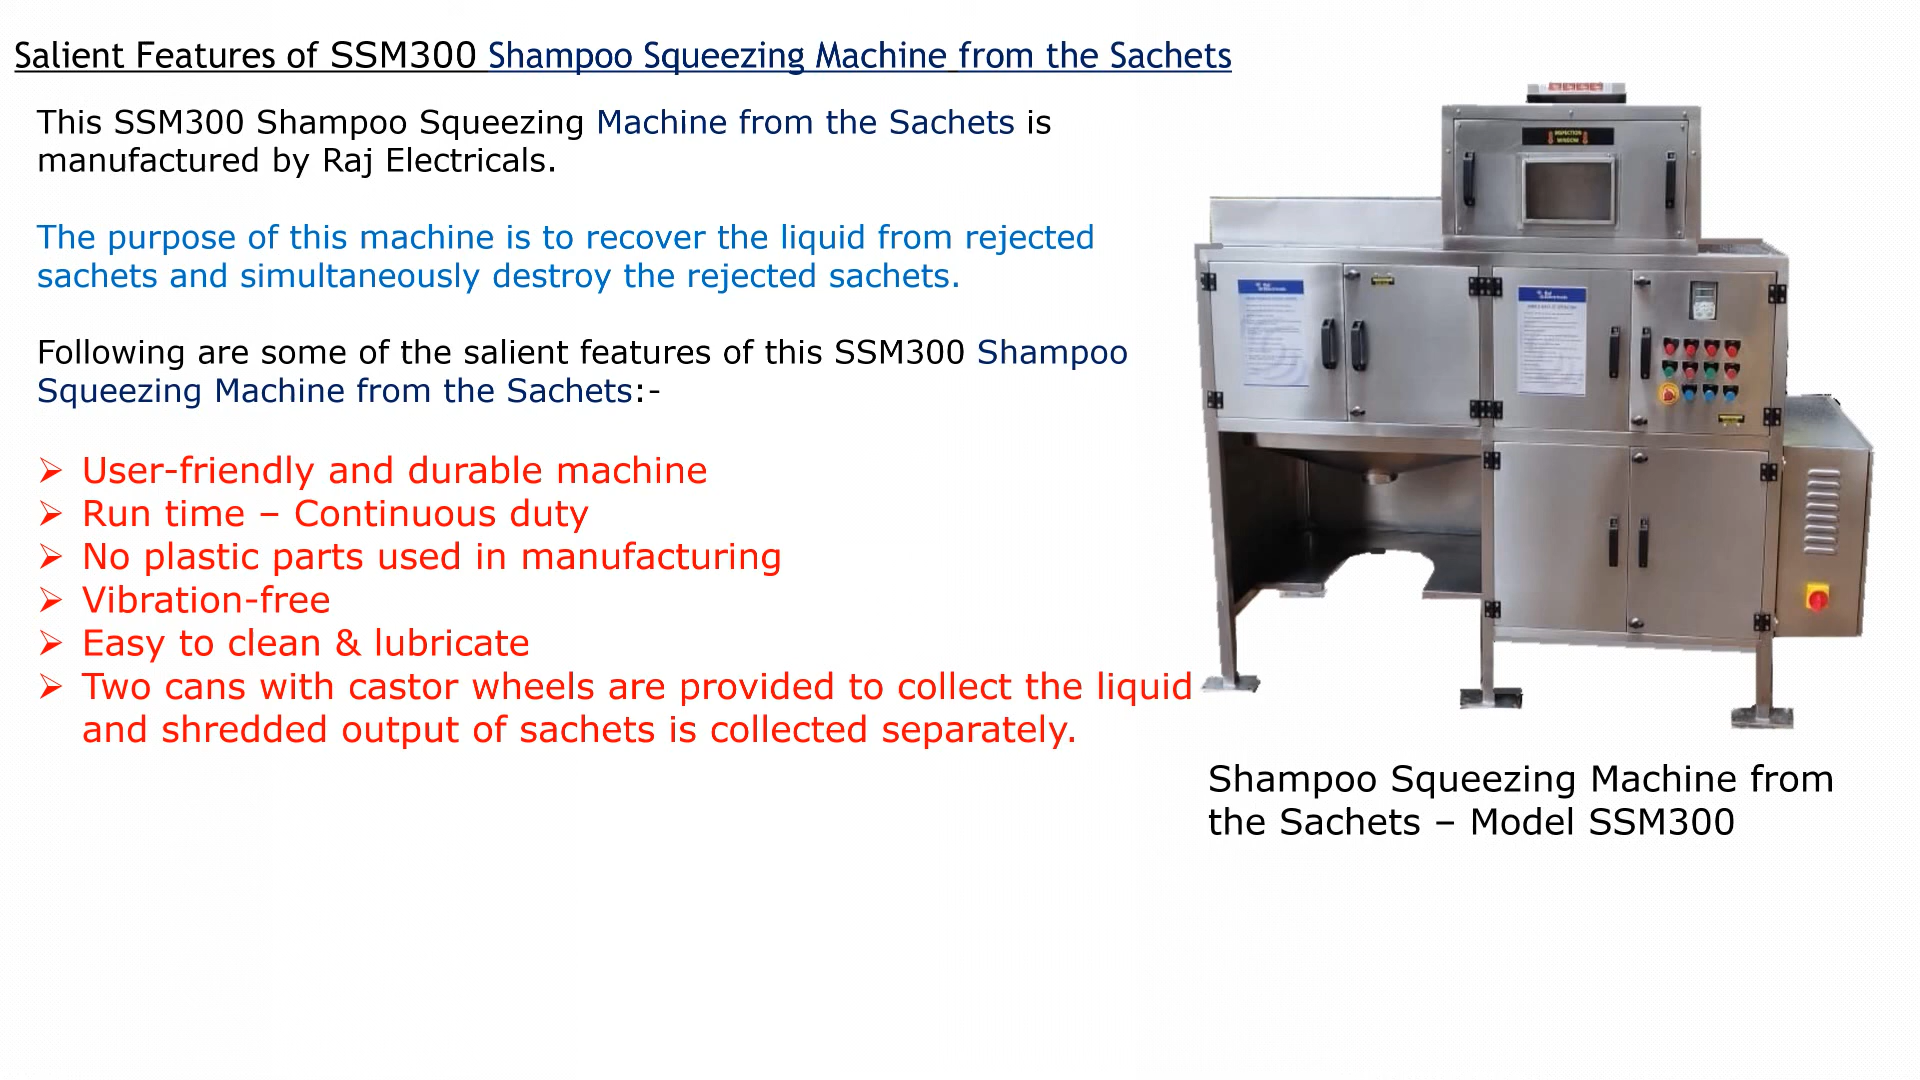 Salient Features of SSM300 Shampoo Squeezing Machine from the Sachets
This SSM300 Shampoo Squeezing Machine from the Sachets is
manufactured by Raj Electricals.
The purpose of this machine is to recover the liquid from rejected
sachets and simultaneously destroy the rejected sachets.
Following are some of the salient features of this SSM300 Shampoo
Squeezing Machine from the Sachets:-
➢ User-friendly and durable machine
➢ Run time – Continuous duty
➢ No plastic parts used in manufacturing
➢ Vibration-free
➢ Easy to clean & lubricate
➢ Two cans with castor wheels are provided to collect the liquid
and shredded output of sachets is collected separately.
INSPECTION
WINDOW
Shampoo Squeezing Machine from
the Sachets – Model SSM300